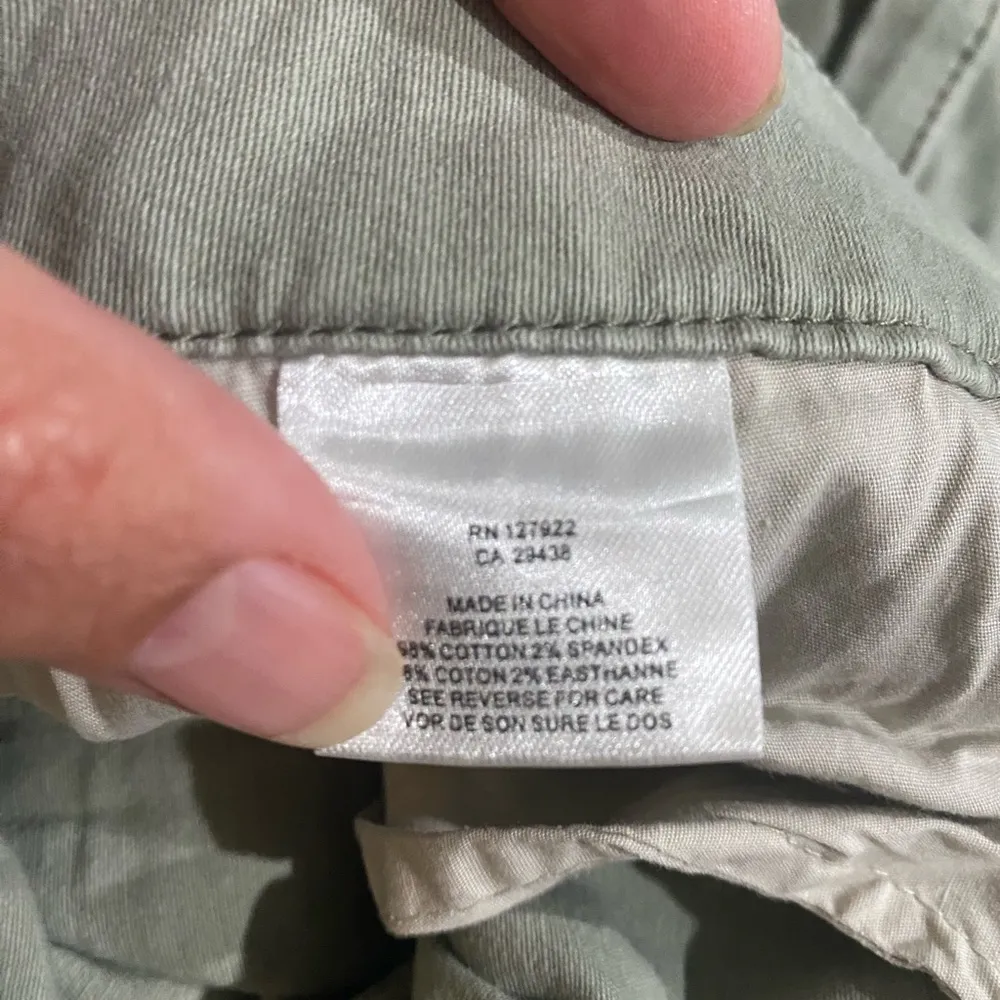 RN 127922
CA 29438
MADE IN CHINA
FABRIQUE LE CHINE
98% COTTON 2% SPANDEX
8% COTON 2% EASTHANNE
SEE REVERSE FOR CARE
VOR DE SON SURE LE DOS